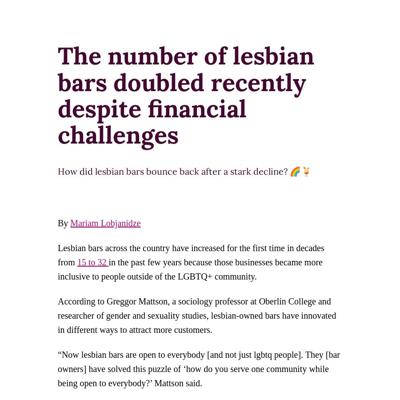 The number of lesbian
bars doubled recently
despite financial
challenges
How did lesbian bars bounce back after a stark decline? 🌈🍹
By Mariam Lobjanidze
Lesbian bars across the country have increased for the first time in decades
from 15 to 32 in the past few years because those businesses became more
inclusive to people outside of the LGBTQ+ community.
According to Greggor Mattson, a sociology professor at Oberlin College and
researcher of gender and sexuality studies, lesbian-owned bars have innovated
in different ways to attract more customers.
“Now lesbian bars are open to everybody [and not just lgbtq people]. They [bar
owners] have solved this puzzle of ‘how do you serve one community while
being open to everybody?’ Mattson said.